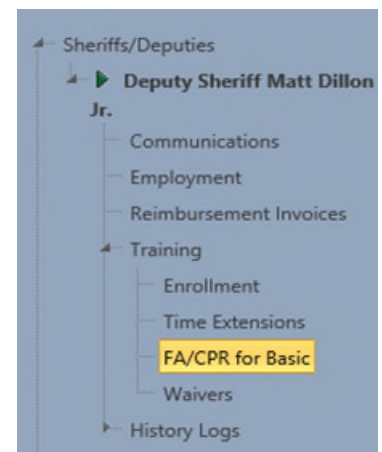 Sheriffs/Deputies
Deputy Sheriff Matt Dillon
Jr.
Communications
Employment
Reimbursement Invoices
Training
Enrollment
Time Extensions
FA/CPR for Basic
Waivers
History Logs